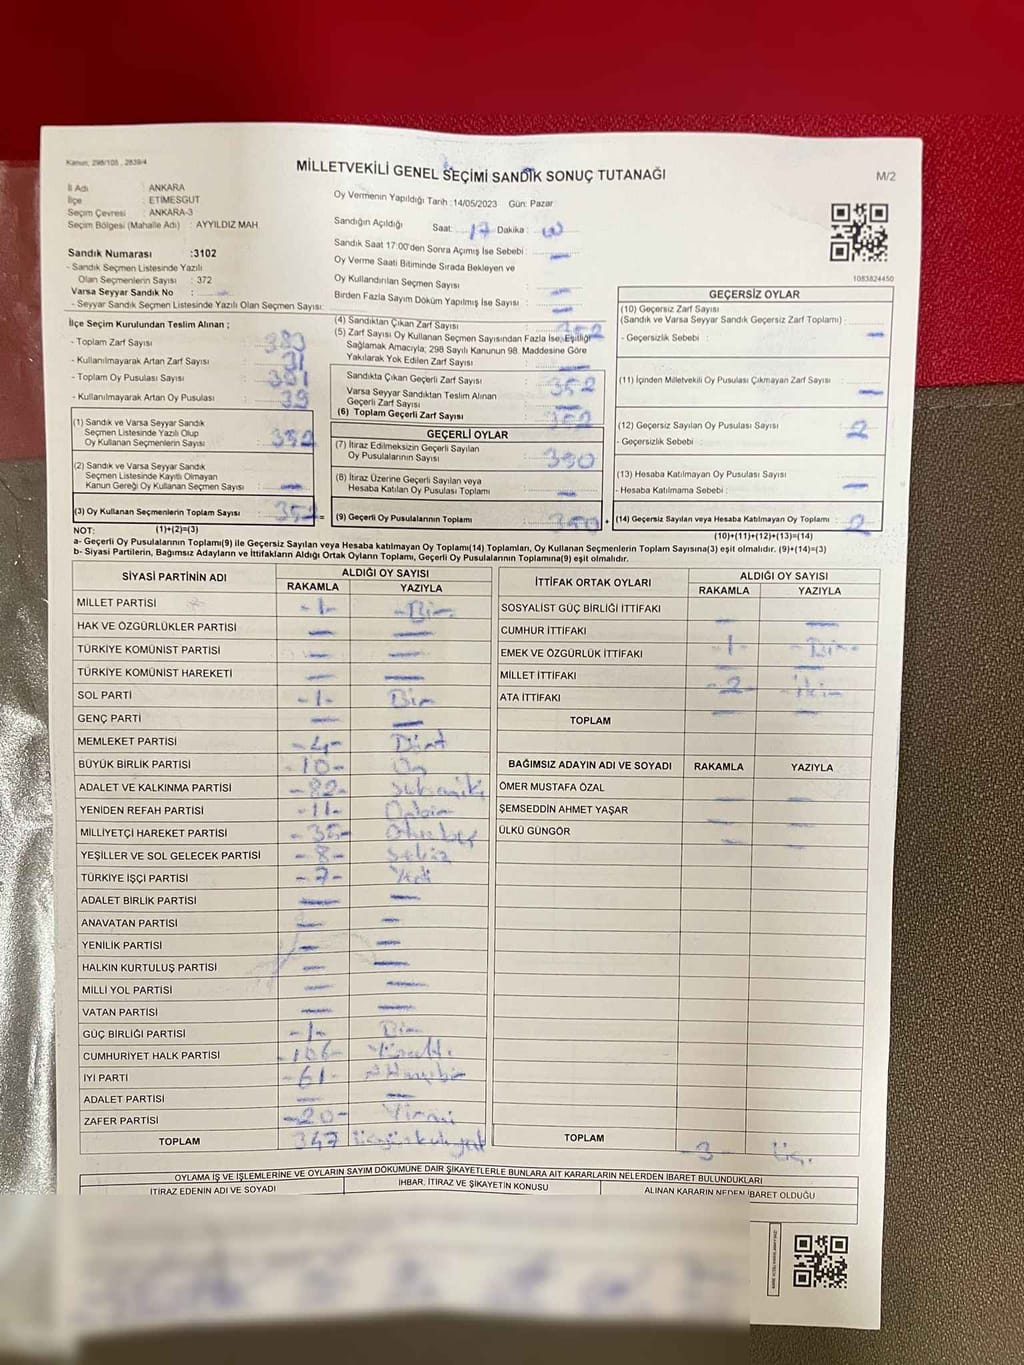 Kanun, 298/105 , 2839/4
MİLLETVEKİLİ GENEL SEÇİMİ SANDIK SONUÇ TUTANAĞI
M/2
İl Adı : ANKARA
İlçe : ETİMESGUT
Seçim Çevresi : ANKARA-3
Seçim Bölgesi (Mahalle Adı) : AYYILDIZ MAH
Sandık Numarası :3102
- Sandık Seçmen Listesinde Yazılı
Olan Seçmenlerin Sayısı : 372
Varsa Seyyar Sandık No :
- Seyyar Sandık Seçmen Listesinde Yazılı Olan Seçmen Sayısı:
Oy Vermenin Yapıldığı Tarih :14/05/2023 Gün: Pazar
Sandığın Açıldığı Saat: 17 Dakika :
Sandık Saat 17:00'den Sonra Açımış İse Sebebi : —
Oy Verme Saati Bitiminde Sırada Bekleyen ve
Oy Kullandırılan Seçmen Sayısı : —
Birden Fazla Sayım Döküm Yapılmış İse Sayısı : —
1083824450
İlçe Seçim Kurulundan Teslim Alınan ;
- Toplam Zarf Sayısı : 383
- Kullanılmayarak Artan Zarf Sayısı : 31
- Toplam Oy Pusulası Sayısı :
- Kullanılmayarak Artan Oy Pusulası : 39
(1) Sandık ve Varsa Seyyar Sandık
Seçmen Listesinde Yazılı Olup
Oy Kullanan Seçmenlerin Sayısı : 352
(2) Sandık ve Varsa Seyyar Sandık
Seçmen Listesinde Kayıtlı Olmayan
Kanun Gereği Oy Kullanan Seçmen Sayısı : —
(3) Oy Kullanan Seçmenlerin Toplam Sayısı : 352 =
(1)+(2)=(3)
(4) Sandıktan Çıkan Zarf Sayısı : 352
(5) Zarf Sayısı Oy Kullanan Seçmen Sayısından Fazla İse, Eşitliği
Sağlamak Amacıyla; 298 Sayılı Kanunun 98. Maddesine Göre
Yakılarak Yok Edilen Zarf Sayısı : —
Sandıkta Çıkan Geçerli Zarf Sayısı : 352
Varsa Seyyar Sandıktan Teslim Alınan
Geçerli Zarf Sayısı : —
(6) Toplam Geçerli Zarf Sayısı : 352
GEÇERLİ OYLAR
(7) İtiraz Edilmeksizin Geçerli Sayılan
Oy Pusulalarının Sayısı : 350
(8) İtiraz Üzerine Geçerli Sayılan veya
Hesaba Katılan Oy Pusulası Toplamı : —
(9) Geçerli Oy Pusulalarının Toplamı : 350 +
GEÇERSİZ OYLAR
(10) Geçersiz Zarf Sayısı
(Sandık ve Varsa Seyyar Sandık Geçersiz Zarf Toplamı) :
- Geçersizlik Sebebi : —
(11) İçinden Milletvekili Oy Pusulası Çıkmayan Zarf Sayısı : —
(12) Geçersiz Sayılan Oy Pusulası Sayısı : 2
- Geçersizlik Sebebi :
(13) Hesaba Katılmayan Oy Pusulası Sayısı :
- Hesaba Katılmama Sebebi : —
(14) Geçersiz Sayılan veya Hesaba Katılmayan Oy Toplamı : 2
(10)+(11)+(12)+(13)=(14)
NOT:
a- Geçerli Oy Pusulalarının Toplamı(9) ile Geçersiz Sayılan veya Hesaba katılmayan Oy Toplamı(14) Toplamları, Oy Kullanan Seçmenlerin Toplam Sayısına(3) eşit olmalıdır. (9)+(14)=(3)
b- Siyasi Partilerin, Bağımsız Adayların ve İttifakların Aldığı Ortak Oyların Toplamı, Geçerli Oy Pusulalarının Toplamına(9) eşit olmalıdır.
SİYASİ PARTİNİN ADI ALDIĞI OY SAYISI
RAKAMLA YAZIYLA
MİLLET PARTİSİ -1- -Bir-
HAK VE ÖZGÜRLÜKLER PARTİSİ — —
TÜRKİYE KOMÜNİST PARTİSİ — —
TÜRKİYE KOMÜNİST HAREKETİ — —
SOL PARTİ -1- Bir
GENÇ PARTİ — —
MEMLEKET PARTİSİ -4- Dört
BÜYÜK BİRLİK PARTİSİ -10- On
ADALET VE KALKINMA PARTİSİ -82- Sekseniki
YENİDEN REFAH PARTİSİ -11- Onbir
MİLLİYETÇİ HAREKET PARTİSİ -35- Otuzbeş
YEŞİLLER VE SOL GELECEK PARTİSİ -8- Sekiz
TÜRKİYE İŞÇİ PARTİSİ -7- Yedi
ADALET BİRLİK PARTİSİ — —
ANAVATAN PARTİSİ — —
YENİLİK PARTİSİ — —
HALKIN KURTULUŞ PARTİSİ — —
MİLLİ YOL PARTİSİ — —
VATAN PARTİSİ — —
GÜÇ BİRLİĞİ PARTİSİ -1- Bir
CUMHURİYET HALK PARTİSİ -106- Yüzaltı
İYİ PARTİ -61- Altmışbir
ADALET PARTİSİ — —
ZAFER PARTİSİ -20- Yirmi
TOPLAM 347 üçyüzkırkyedi
İTTİFAK ORTAK OYLARI ALDIĞI OY SAYISI
RAKAMLA YAZIYLA
SOSYALİST GÜÇ BİRLİĞİ İTTİFAKI — —
CUMHUR İTTİFAKI -1- -Bir-
EMEK VE ÖZGÜRLÜK İTTİFAKI — —
MİLLET İTTİFAKI -2- İki
ATA İTTİFAKI — —
TOPLAM
BAĞIMSIZ ADAYIN ADI VE SOYADI RAKAMLA YAZIYLA
ÖMER MUSTAFA ÖZAL — —
ŞEMSEDDİN AHMET YAŞAR — —
ÜLKÜ GÜNGÖR — —
TOPLAM -3- Üç.
OYLAMA İŞ VE İŞLEMLERİNE VE OYLARIN SAYIM DÖKÜMÜNE DAİR ŞİKAYETLERLE BUNLARA AİT KARARLARIN NELERDEN İBARET BULUNDUKLARI
İTİRAZ EDENİN ADI VE SOYADI İHBAR, İTİRAZ VE ŞİKAYETİN KONUSU ALINAN KARARIN NEDEN İBARET OLDUĞU